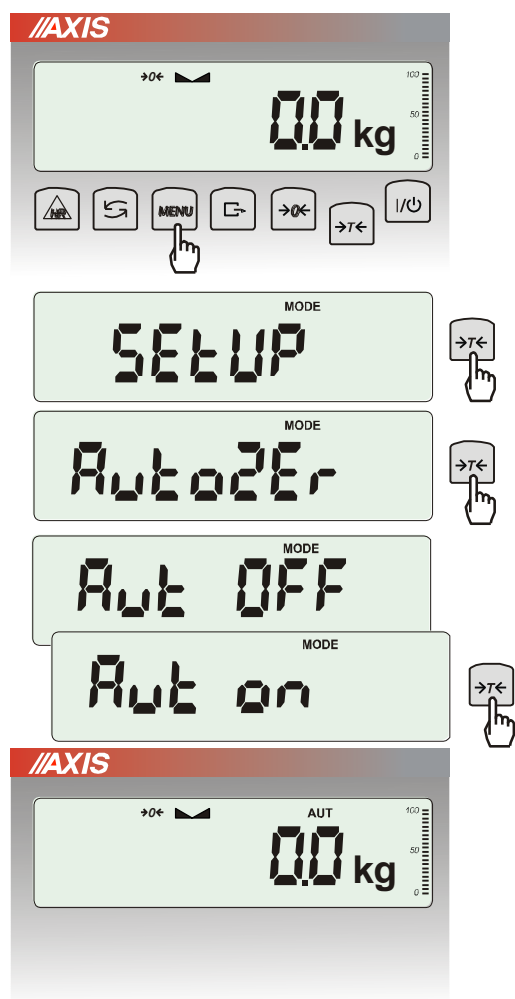 AXIS
→0← 100
0.0 kg 50
0
HR MENU →0← →T← I/
MODE
SEtUP →T←
MODE
AutoZEr →T←
MODE
Aut OFF
MODE
Aut on →T←
AXIS
→0← AUT 100
0.0 kg 50
0